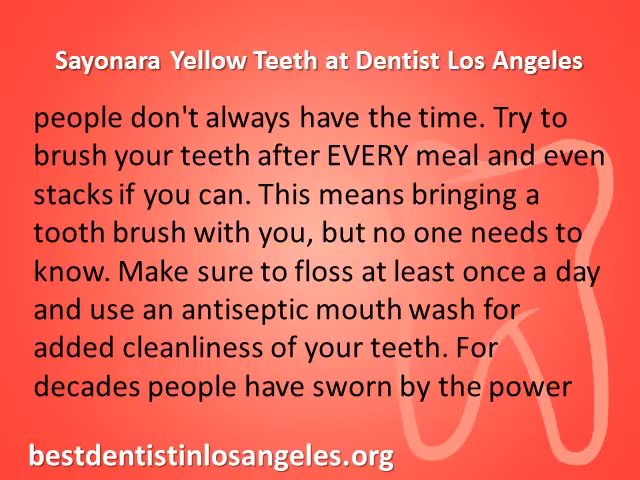 Sayonara Yellow Teeth at Dentist Los Angeles
people don't always have the time. Try to
brush your teeth after EVERY meal and even
stacks if you can. This means bringing a
tooth brush with you, but no one needs to
know. Make sure to floss at least once a day
and use an antiseptic mouth wash for
added cleanliness of your teeth. For
decades people have sworn by the power
bestdentistinlosangeles.org